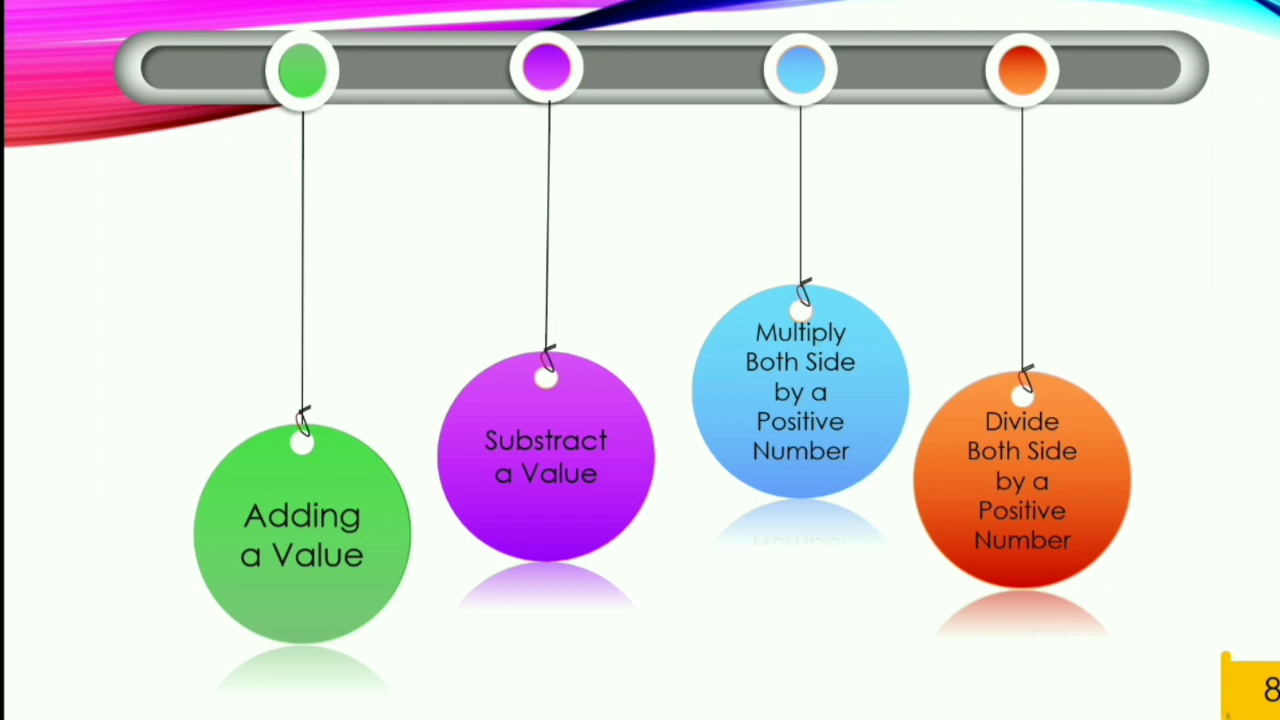 Adding
a Value
Substract
a Value
Multiply
Both Side
by a
Positive
Number
Divide
Both Side
by a
Positive
Number
8